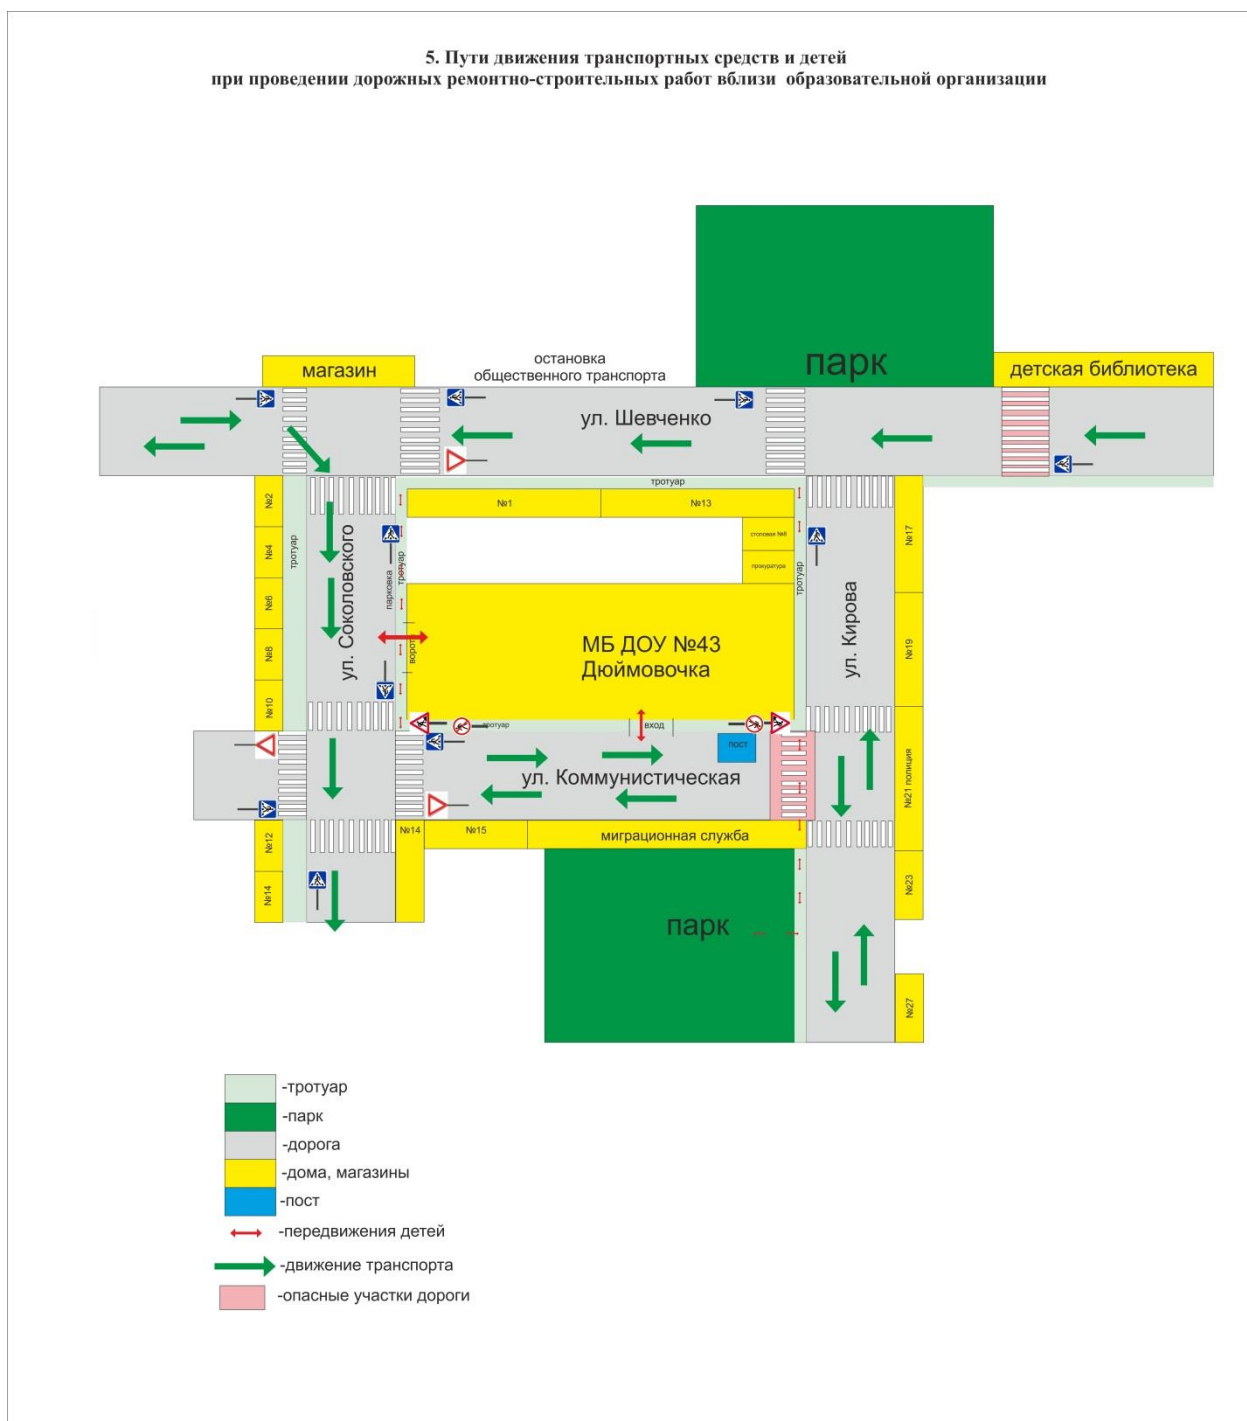 5. Пути движения транспортных средств и детей
при проведении дорожных ремонтно-строительных работ вблизи образовательной организации
парк
магазин
остановка
общественного транспорта
детская библиотека
ул. Шевченко
тротуар
№2
№4
№6
№8
№10
тротуар
ул. Соколовского
парковка
тротуар
ворота
№1
№13
столовая №8
прокуратура
МБ ДОУ №43
Дюймовочка
тротуар
ул. Кирова
№17
№19
№21 полиция
№23
№27
тротуар
вход
пост
ул. Коммунистическая
№12
№14
№14
№15
миграционная служба
парк
-тротуар
-парк
-дорога
-дома, магазины
-пост
-передвижения детей
-движение транспорта
-опасные участки дороги